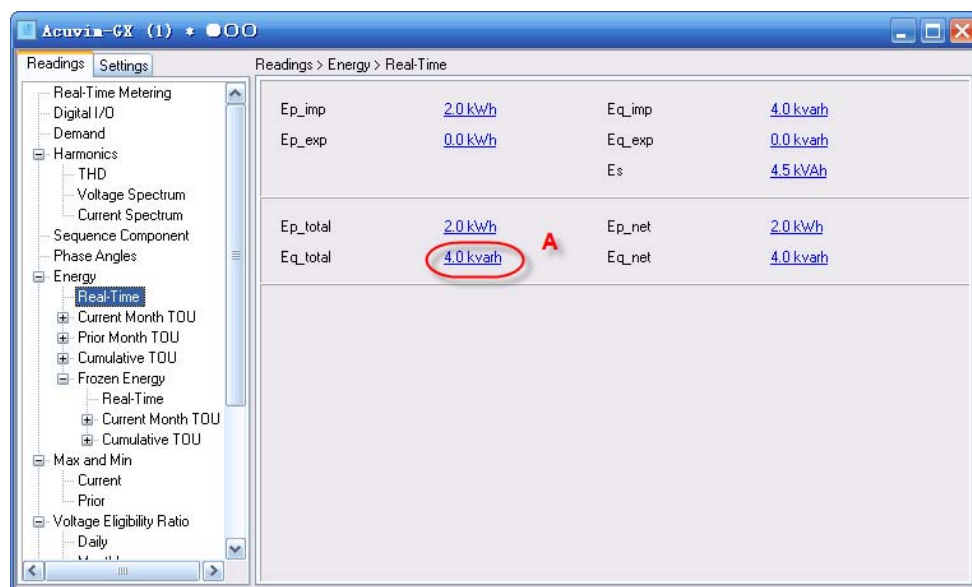 Acuvim-GX (1) *
Readings Settings
Readings > Energy > Real-Time
Real-Time Metering
Digital I/O
Demand
Harmonics
THD
Voltage Spectrum
Current Spectrum
Sequence Component
Phase Angles
Energy
Real-Time
Current Month TOU
Prior Month TOU
Cumulative TOU
Frozen Energy
Real-Time
Current Month TOU
Cumulative TOU
Max and Min
Current
Prior
Voltage Eligibility Ratio
Daily
Ep_imp 2.0 kWh Eq_imp 4.0 kvarh
Ep_exp 0.0 kWh Eq_exp 0.0 kvarh
Es 4.5 kVAh
Ep_total 2.0 kWh Ep_net 2.0 kWh
Eq_total 4.0 kvarh A Eq_net 4.0 kvarh